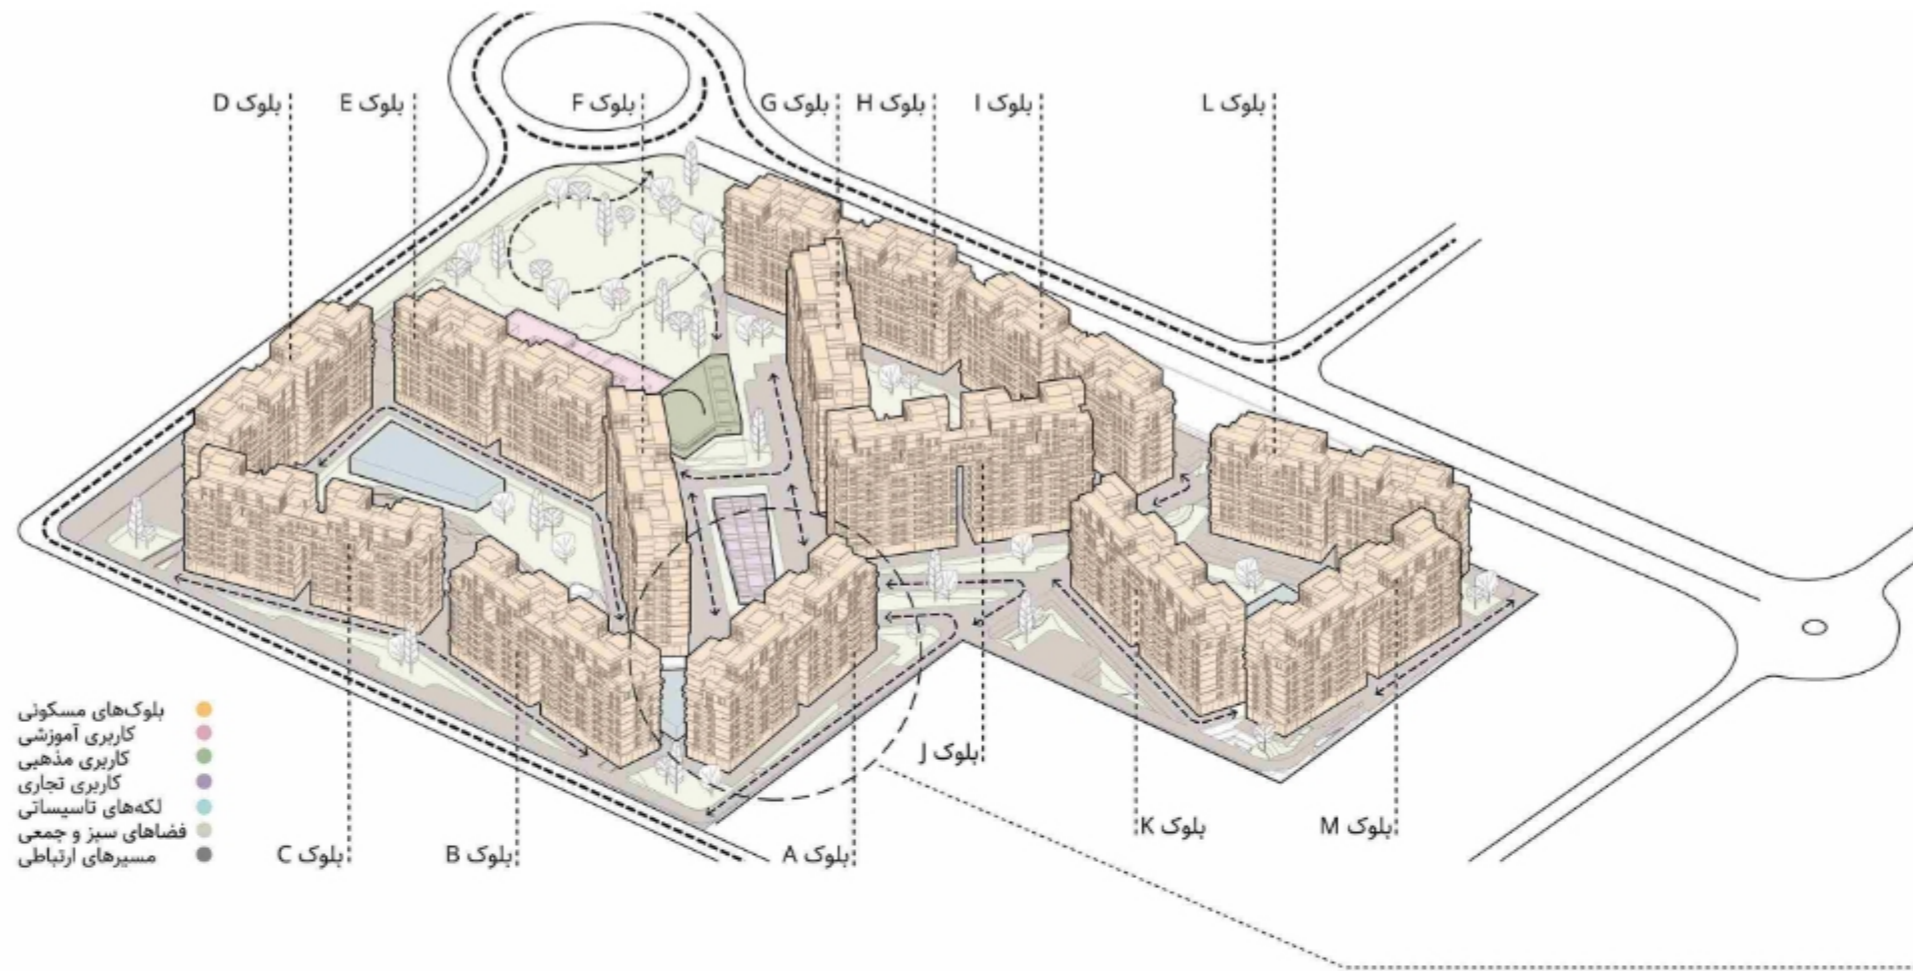 بلوک D
بلوک E
بلوک F
بلوک G
بلوک H
بلوک I
بلوک L
بلوک J
بلوک K
بلوک M
بلوک C
بلوک B
بلوک A
بلوک‌های مسکونی
کاربری آموزشی
کاربری مذهبی
کاربری تجاری
لکه‌های تاسیساتی
فضاهای سبز و جمعی
مسیرهای ارتباطی